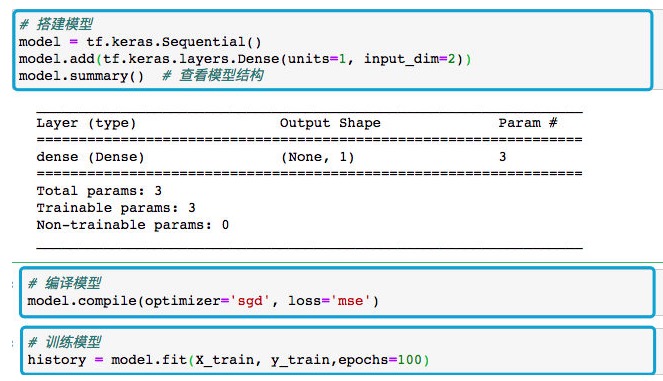 # 搭建模型
model = tf.keras.Sequential()
model.add(tf.keras.layers.Dense(units=1, input_dim=2))
model.summary()  # 查看模型结构
Layer (type) Output Shape Param #
=================================================================
dense (Dense) (None, 1) 3
=================================================================
Total params: 3
Trainable params: 3
Non-trainable params: 0
# 编译模型
model.compile(optimizer='sgd', loss='mse')
# 训练模型
history = model.fit(X_train, y_train,epochs=100)